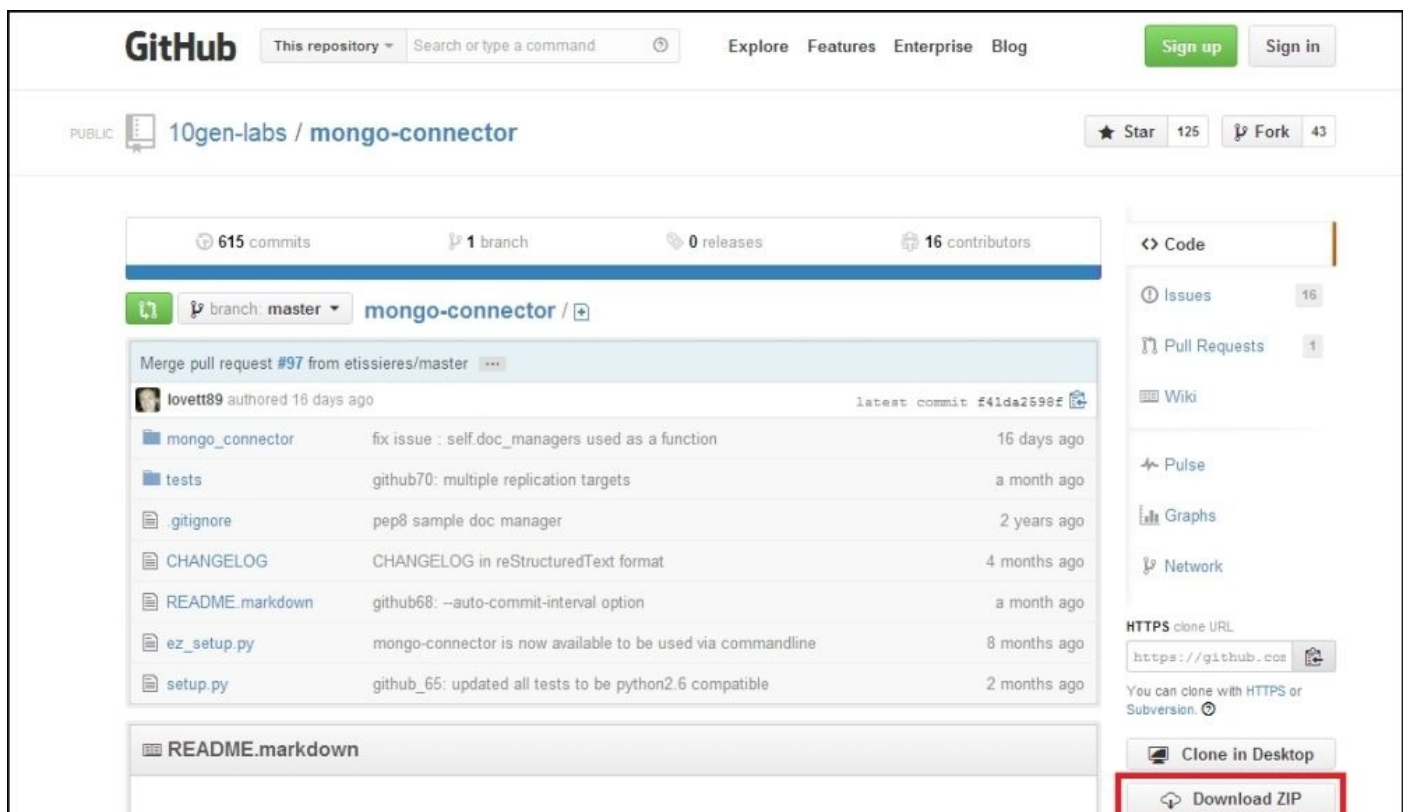 GitHub This repository Search or type a command Explore Features Enterprise Blog Sign up Sign in
PUBLIC 10gen-labs / mongo-connector Star 125 Fork 43
615 commits 1 branch 0 releases 16 contributors
branch: master mongo-connector /
Merge pull request #97 from etissieres/master ...
lovett89 authored 16 days ago latest commit f41da2598f
mongo_connector fix issue : self.doc_managers used as a function 16 days ago
tests github70: multiple replication targets a month ago
.gitignore pep8 sample doc manager 2 years ago
CHANGELOG CHANGELOG in reStructuredText format 4 months ago
README.markdown github68: --auto-commit-interval option a month ago
ez_setup.py mongo-connector is now available to be used via commandline 8 months ago
setup.py github_65: updated all tests to be python2.6 compatible 2 months ago
README.markdown
Code
Issues 16
Pull Requests 1
Wiki
Pulse
Graphs
Network
HTTPS clone URL
https://github.com
You can clone with HTTPS or
Subversion.
Clone in Desktop
Download ZIP